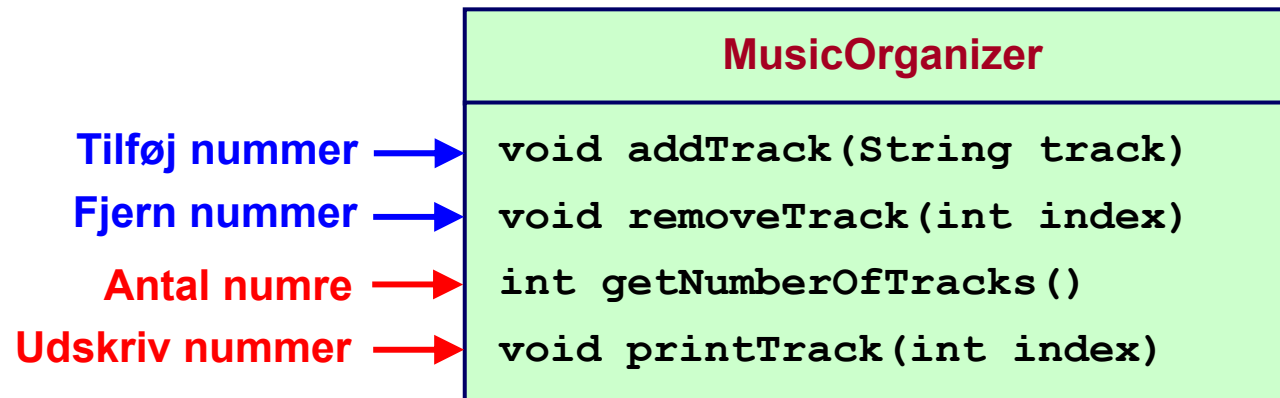 MusicOrganizer
Tilføj nummer void addTrack(String track)
Fjern nummer void removeTrack(int index)
Antal numre int getNumberOfTracks()
Udskriv nummer void printTrack(int index)